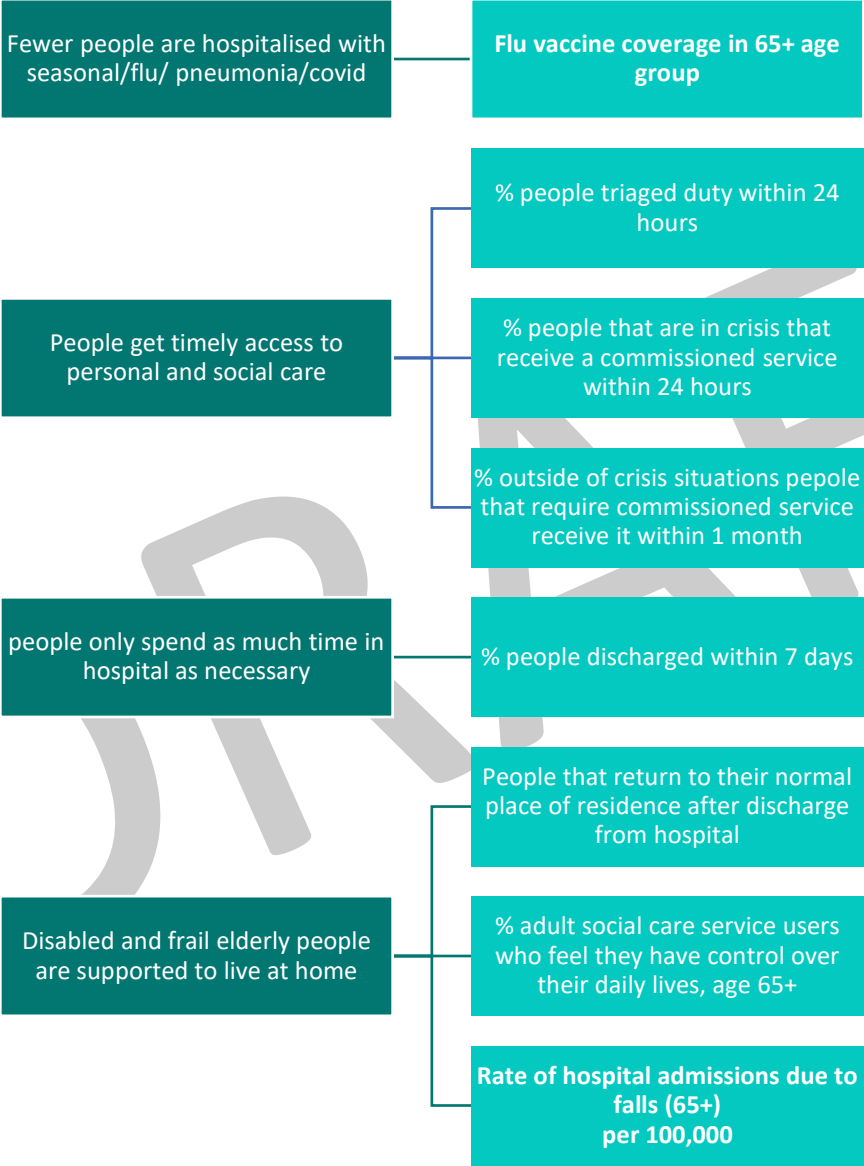 Fewer people are hospitalised with
seasonal/flu/ pneumonia/covid
Flu vaccine coverage in 65+ age
group
People get timely access to
personal and social care
% people triaged duty within 24
hours
% people that are in crisis that
receive a commissioned service
within 24 hours
% outside of crisis situations pepole
that require commissioned service
receive it within 1 month
people only spend as much time in
hospital as necessary
% people discharged within 7 days
Disabled and frail elderly people
are supported to live at home
People that return to their normal
place of residence after discharge
from hospital
% adult social care service users
who feel they have control over
their daily lives, age 65+
Rate of hospital admissions due to
falls (65+)
per 100,000